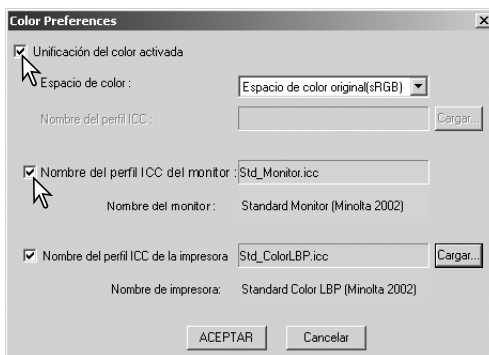 Color Preferences
Unificación del color activada
Espacio de color : Espacio de color original(sRGB)
Nombre del perfil ICC : Cargar...
Nombre del perfil ICC del monitor : Std_Monitor.icc
Nombre del monitor : Standard Monitor (Minolta 2002)
Nombre del perfil ICC de la impresora Std_ColorLBP.icc Cargar...
Nombre de impresora: Standard Color LBP (Minolta 2002)
ACEPTAR Cancelar